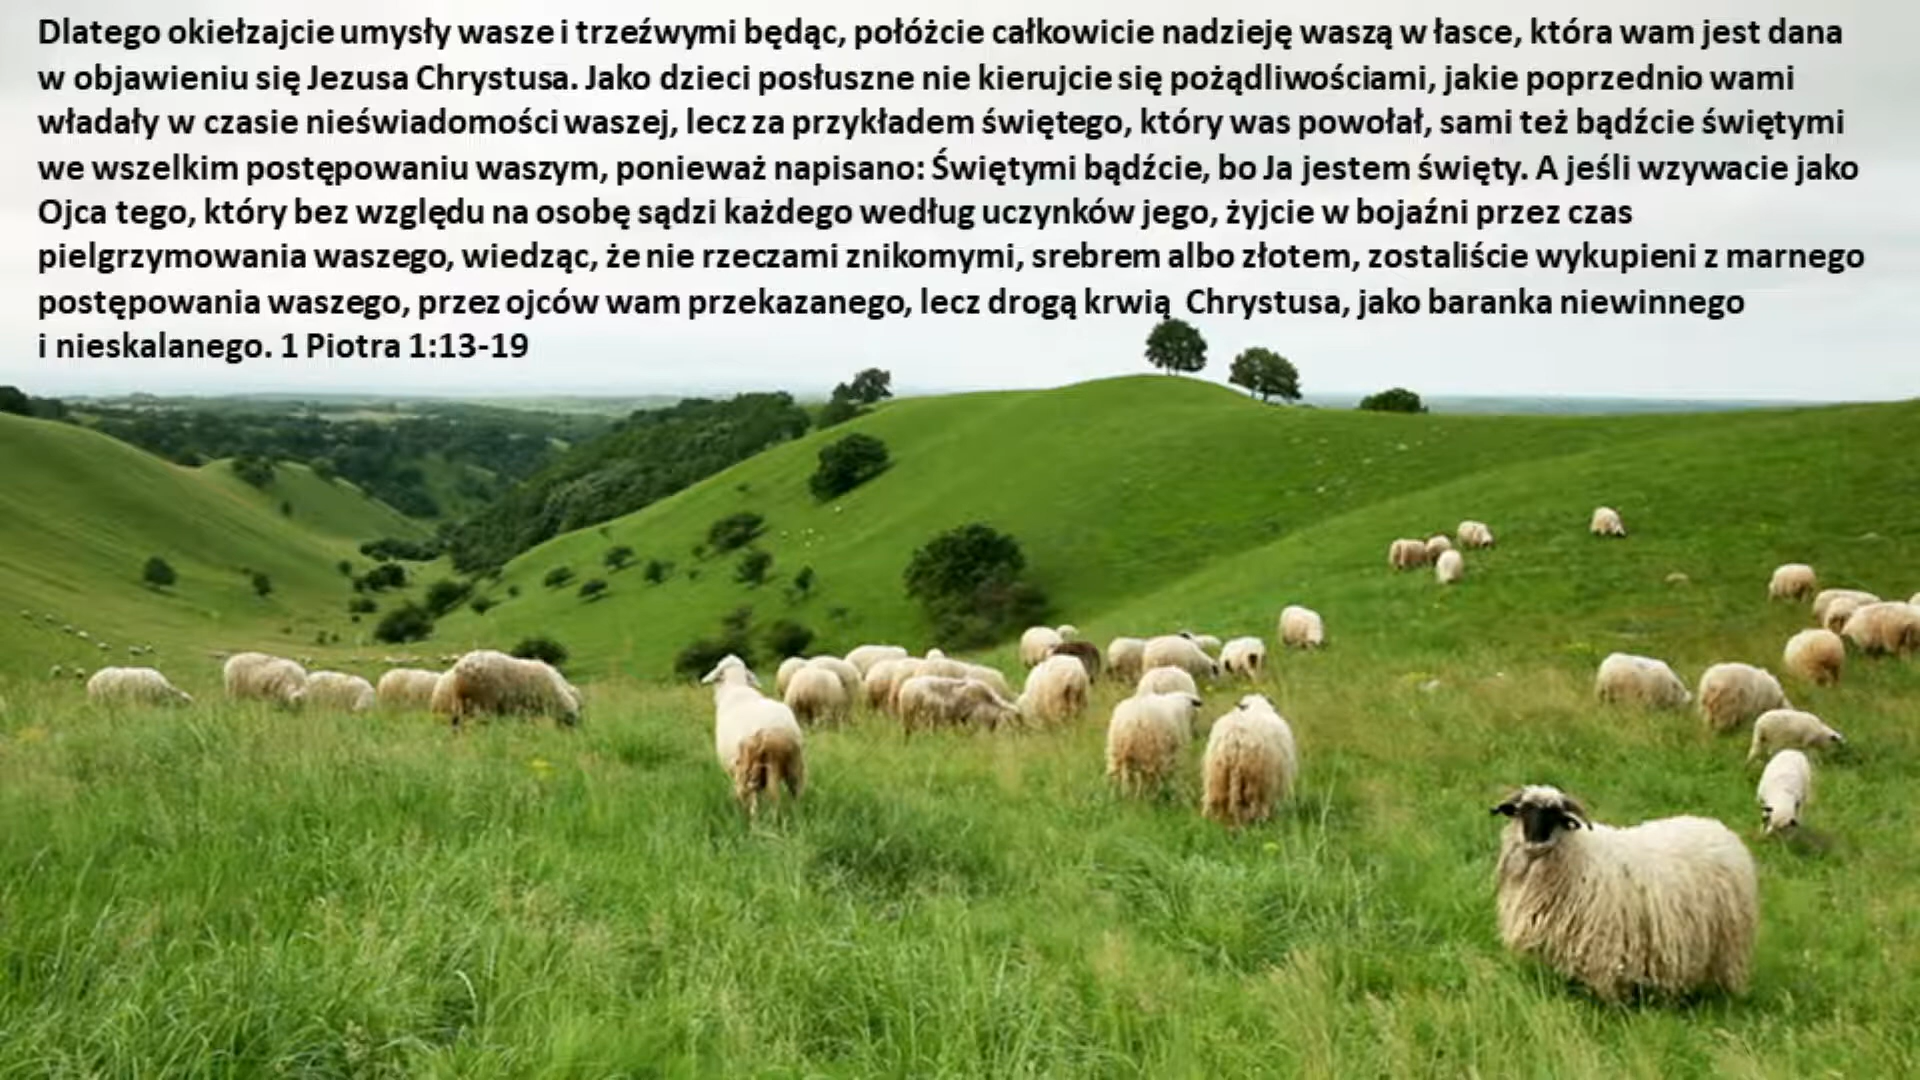 Dlatego okiełzajcie umysły wasze i trzeźwymi będąc, połóżcie całkowicie nadzieję waszą w łasce, która wam jest dana
w objawieniu się Jezusa Chrystusa. Jako dzieci posłuszne nie kierujcie się pożądliwościami, jakie poprzednio wami
władały w czasie nieświadomości waszej, lecz za przykładem świętego, który was powołał, sami też bądźcie świętymi
we wszelkim postępowaniu waszym, ponieważ napisano: Świętymi bądźcie, bo Ja jestem święty. A jeśli wzywacie jako
Ojca tego, który bez względu na osobę sądzi każdego według uczynków jego, żyjcie w bojaźni przez czas
pielgrzymowania waszego, wiedząc, że nie rzeczami znikomymi, srebrem albo złotem, zostaliście wykupieni z marnego
postępowania waszego, przez ojców wam przekazanego, lecz drogą krwią Chrystusa, jako baranka niewinnego
i nieskalanego. 1 Piotra 1:13-19